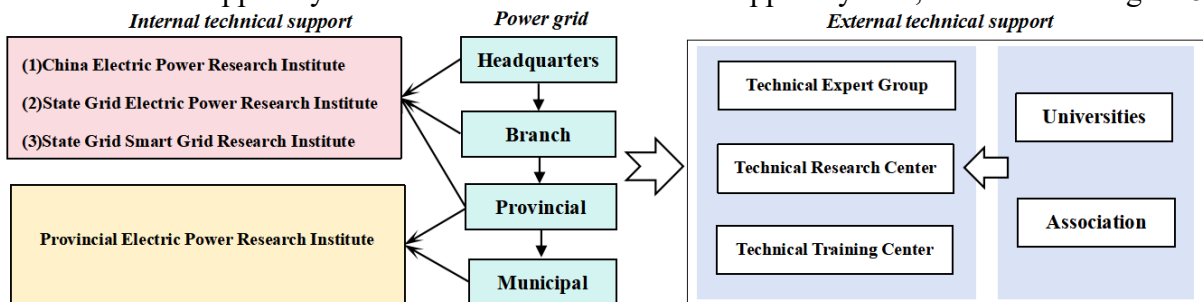 Internal technical support
Power grid
External technical support
(1)China Electric Power Research Institute
(2)State Grid Electric Power Research Institute
(3)State Grid Smart Grid Research Institute
Provincial Electric Power Research Institute
Headquarters
Branch
Provincial
Municipal
Technical Expert Group
Technical Research Center
Technical Training Center
Universities
Association